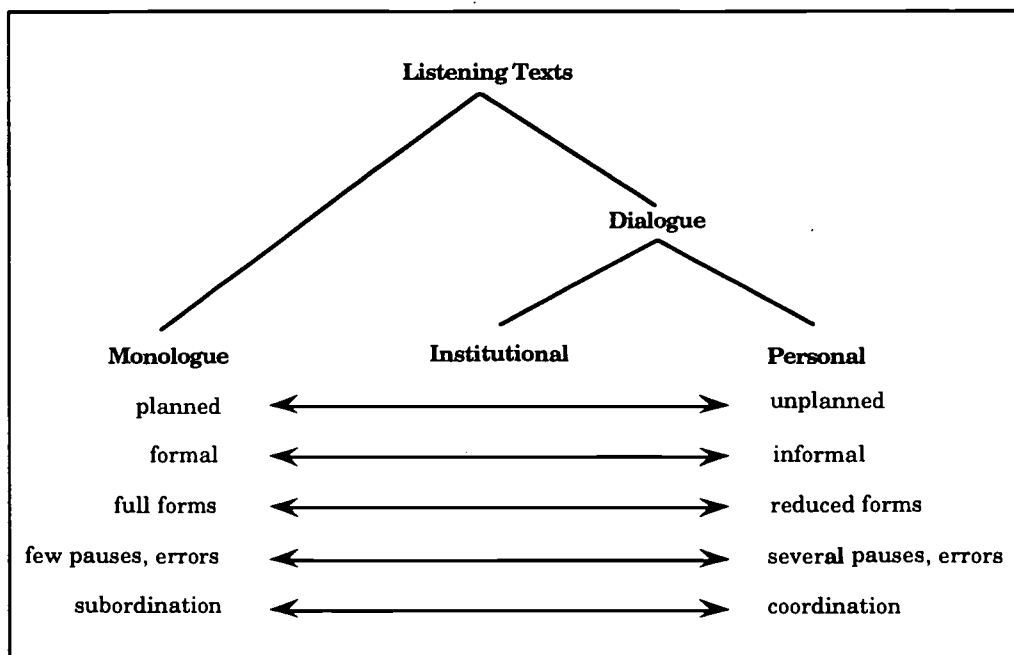 Listening Texts
Dialogue
Monologue Institutional Personal
planned unplanned
formal informal
full forms reduced forms
few pauses, errors several pauses, errors
subordination coordination